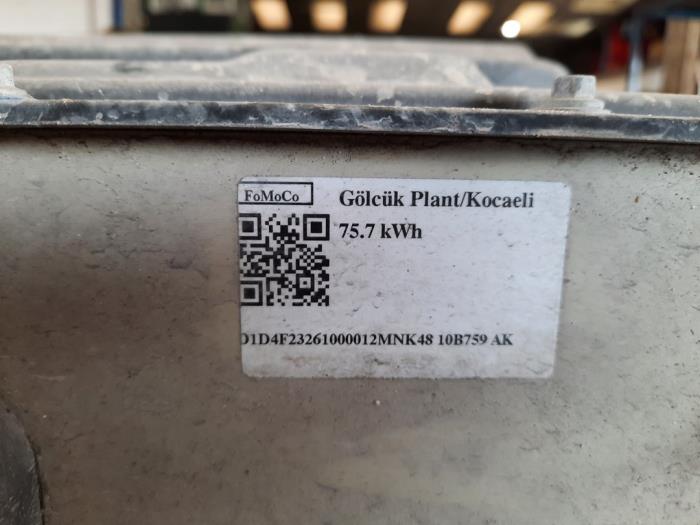 FoMoCo
Gölcük Plant/Kocaeli
75.7 kWh
D1D4F23261000012MNK48 10B759 AK